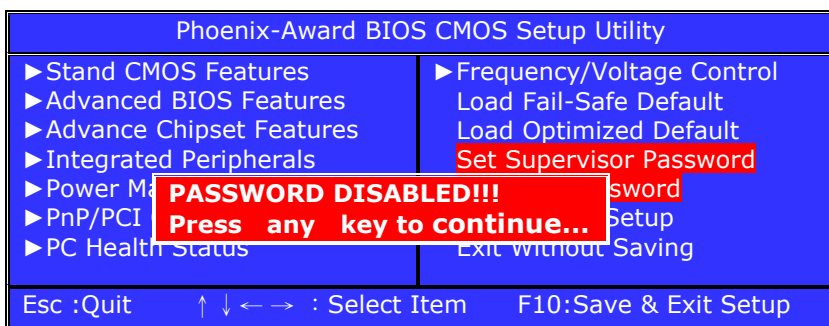 Phoenix-Award BIOS CMOS Setup Utility
►Stand CMOS Features
►Advanced BIOS Features
►Advance Chipset Features
►Integrated Peripherals
►Power
►PnP/PCI
►PC Health Status
►Frequency/Voltage Control
Load Fail-Safe Default
Load Optimized Default
Set Supervisor Password
Setup
Exit Without Saving
PASSWORD DISABLED!!!
Press any key to continue...
Esc :Quit ↑↓←→ : Select Item F10:Save & Exit Setup